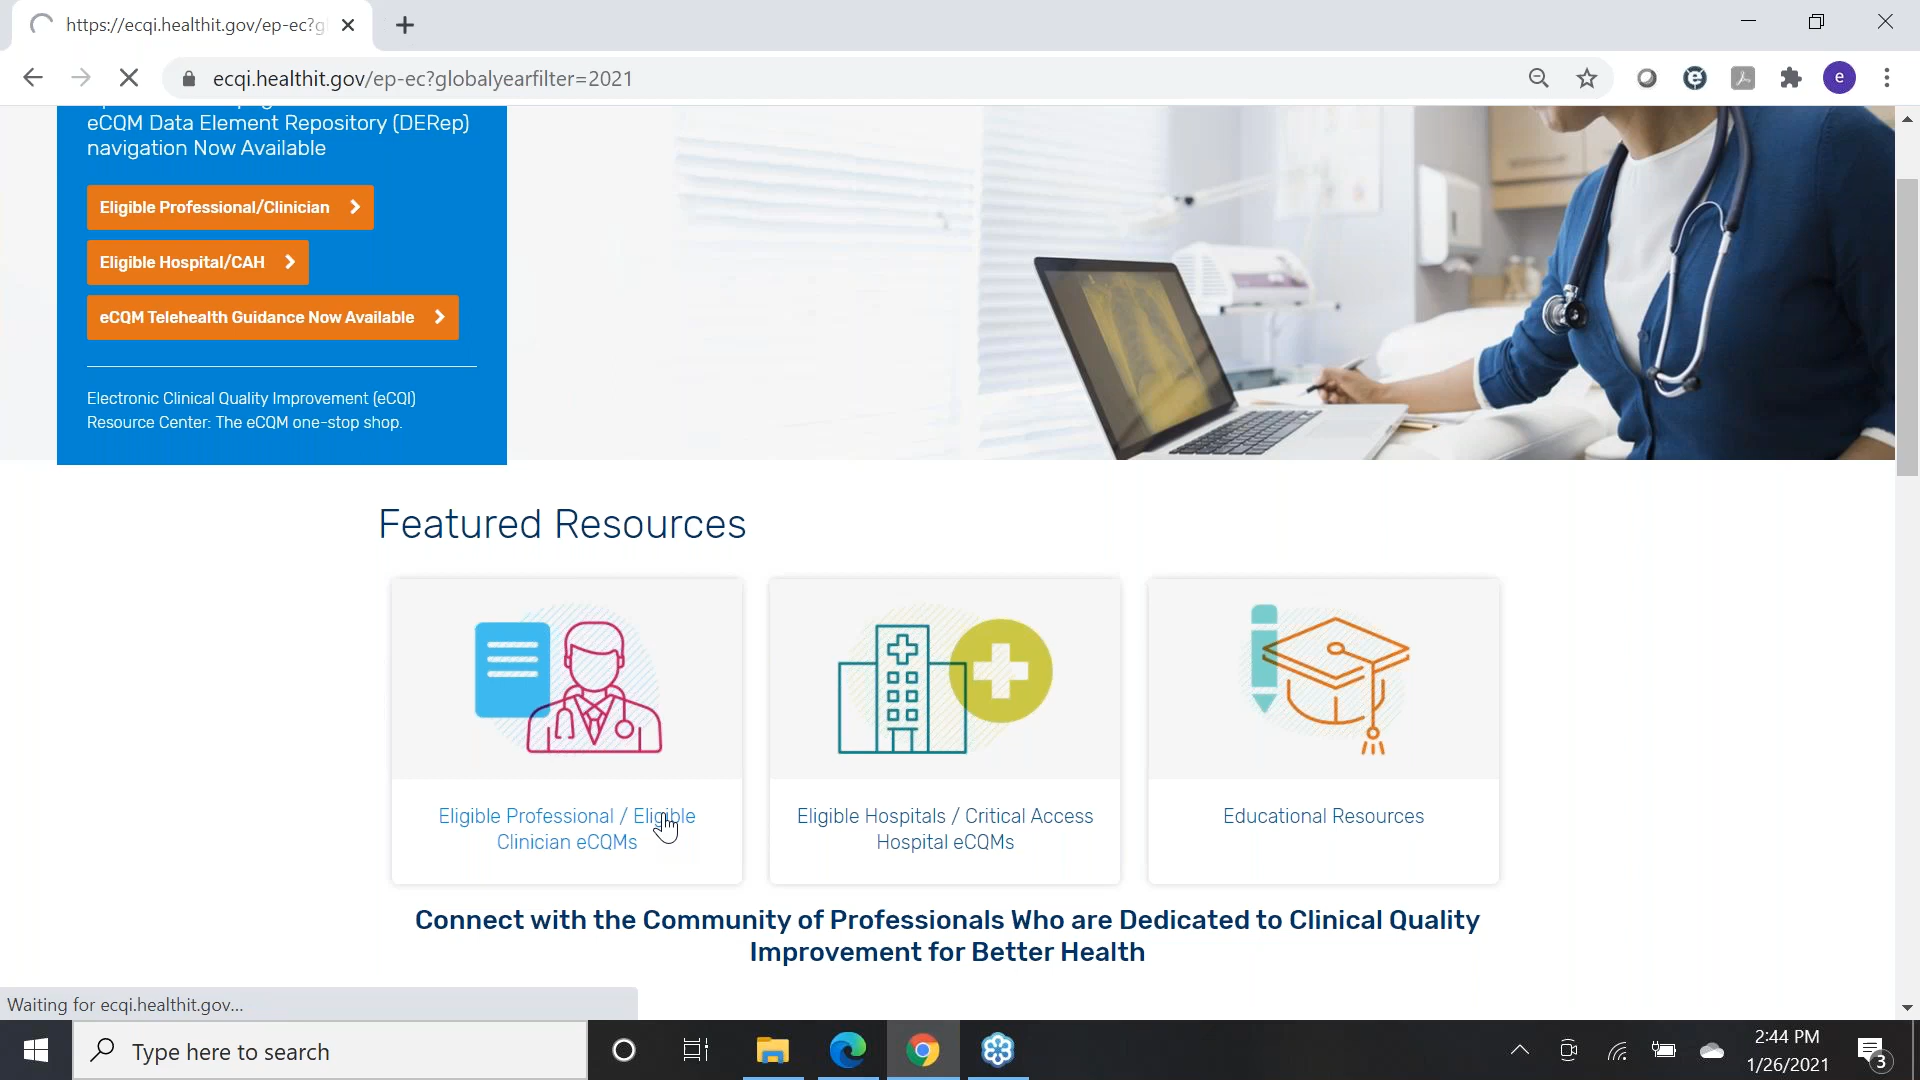 https://ecqi.healthit.gov/ep-ec?g
ecqi.healthit.gov/ep-ec?globalyearfilter=2021
e
eCQM Data Element Repository (DERep)
navigation Now Available
Eligible Professional/Clinician
Eligible Hospital/CAH
eCQM Telehealth Guidance Now Available
Electronic Clinical Quality Improvement (eCQI)
Resource Center: The eCQM one-stop shop.
Featured Resources
Eligible Professional / Eligible
Clinician eCQMs
Eligible Hospitals / Critical Access
Hospital eCQMs
Educational Resources
Connect with the Community of Professionals Who are Dedicated to Clinical Quality
Improvement for Better Health
Waiting for ecqi.healthit.gov...
Type here to search
2:44 PM
1/26/2021
3